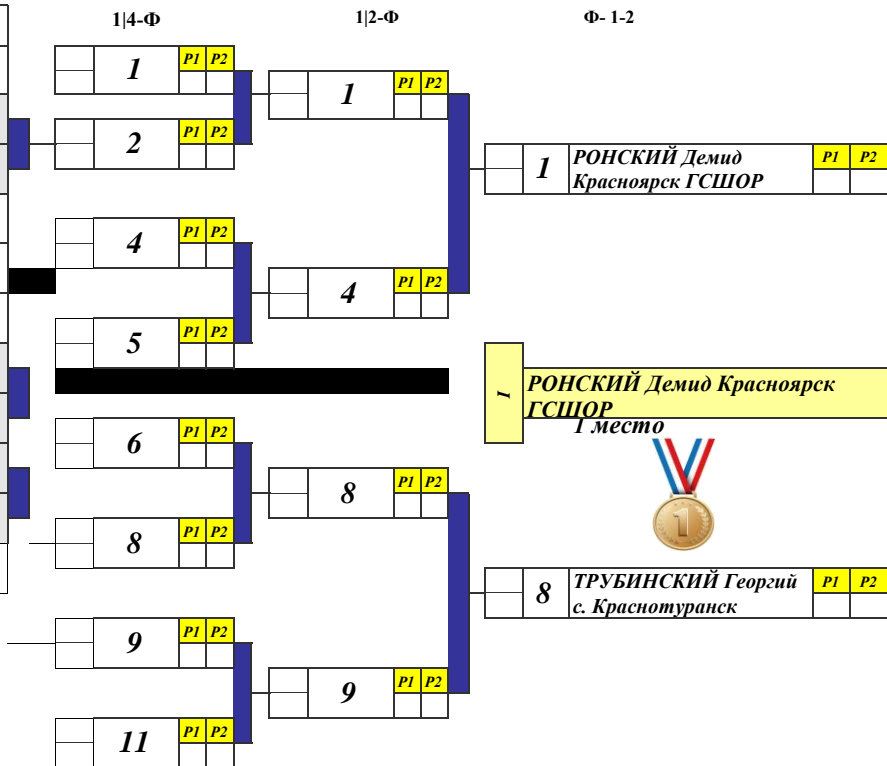 1|4-Ф
1|2-Ф
Ф- 1-2
1 P1 P2
2 P1 P2
4 P1 P2
5 P1 P2
6 P1 P2
8 P1 P2
9 P1 P2
11 P1 P2
1 P1 P2
4 P1 P2
8 P1 P2
9 P1 P2
1 РОНСКИЙ Демид P1 P2
Красноярск ГСШОР
I
РОНСКИЙ Демид Красноярск
ГСШОР
1 место
1
8 ТРУБИНСКИЙ Георгий P1 P2
с. Краснотуранск